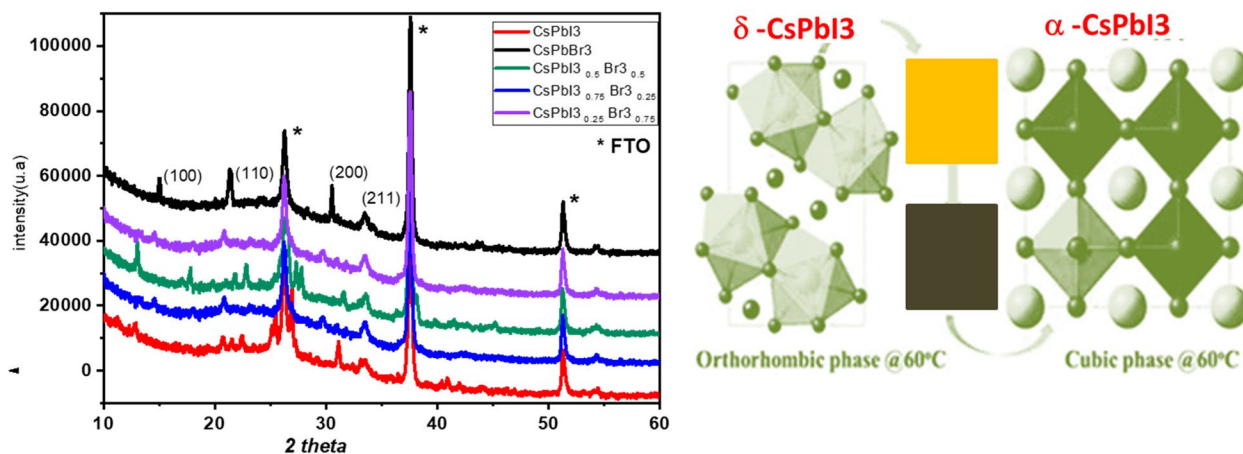 100000
80000
60000
40000
20000
0
intensity(u.a)
10
20
30
40
50
60
2 theta
CsPbI3
CsPbBr3
CsPbI3 0.5 Br3 0.5
CsPbI3 0.75 Br3 0.25
CsPbI3 0.25 Br3 0.75
* FTO
*
*
*
(100)
(110)
(200)
(211)
δ -CsPbI3
α -CsPbI3
Orthorhombic phase @60°C
Cubic phase @60°C